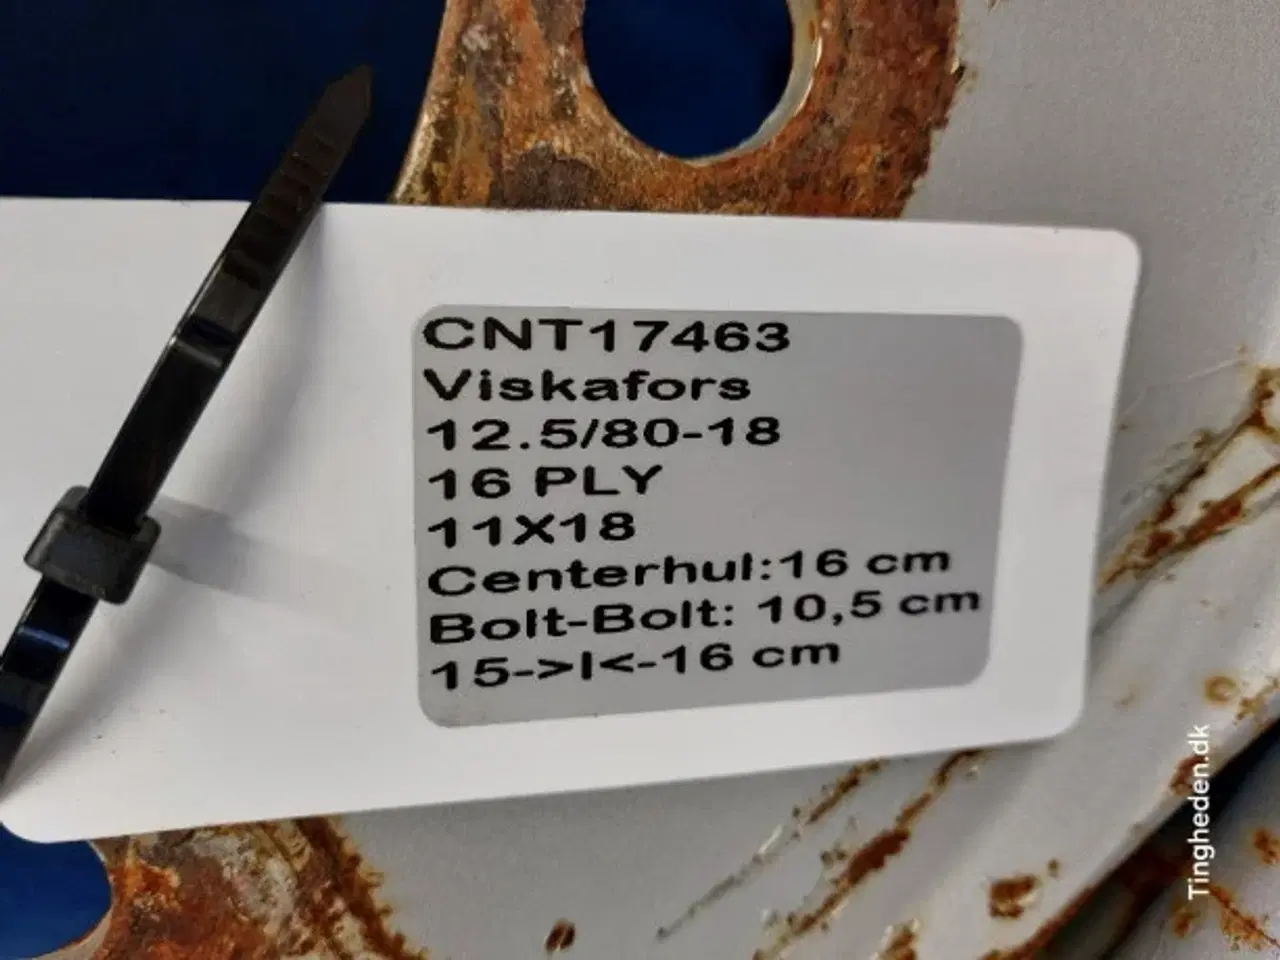 CNT17463
Viskafors
12.5/80-18
16 PLY
11X18
Centerhul:16 cm
Bolt-Bolt: 10,5 cm
15->|<-16 cm
Tingheden.dk